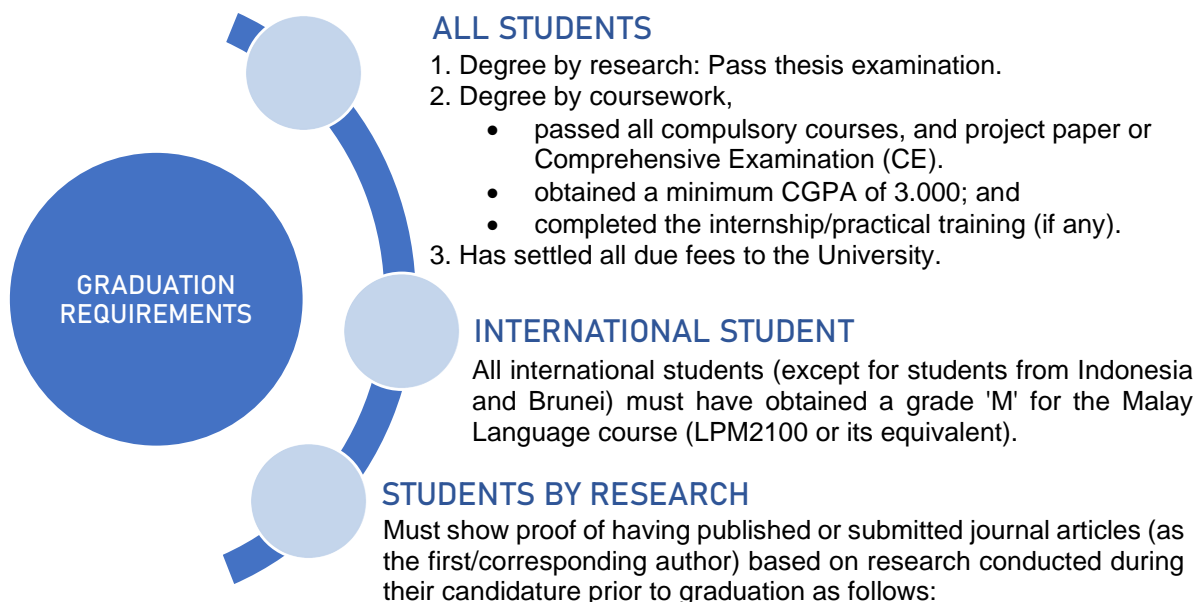 ALL STUDENTS
1. Degree by research: Pass thesis examination.
2. Degree by coursework,
• passed all compulsory courses, and project paper or
Comprehensive Examination (CE).
• obtained a minimum CGPA of 3.000; and
• completed the internship/practical training (if any).
3. Has settled all due fees to the University.
GRADUATION
REQUIREMENTS
INTERNATIONAL STUDENT
All international students (except for students from Indonesia
and Brunei) must have obtained a grade 'M' for the Malay
Language course (LPM2100 or its equivalent).
STUDENTS BY RESEARCH
Must show proof of having published or submitted journal articles (as
the first/corresponding author) based on research conducted during
their candidature prior to graduation as follows: